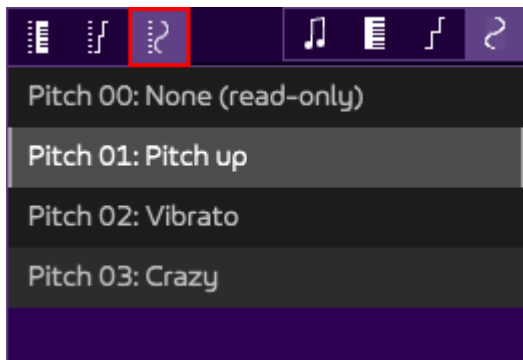 Pitch 00: None (read-only)
Pitch 01: Pitch up
Pitch 02: Vibrato
Pitch 03: Crazy